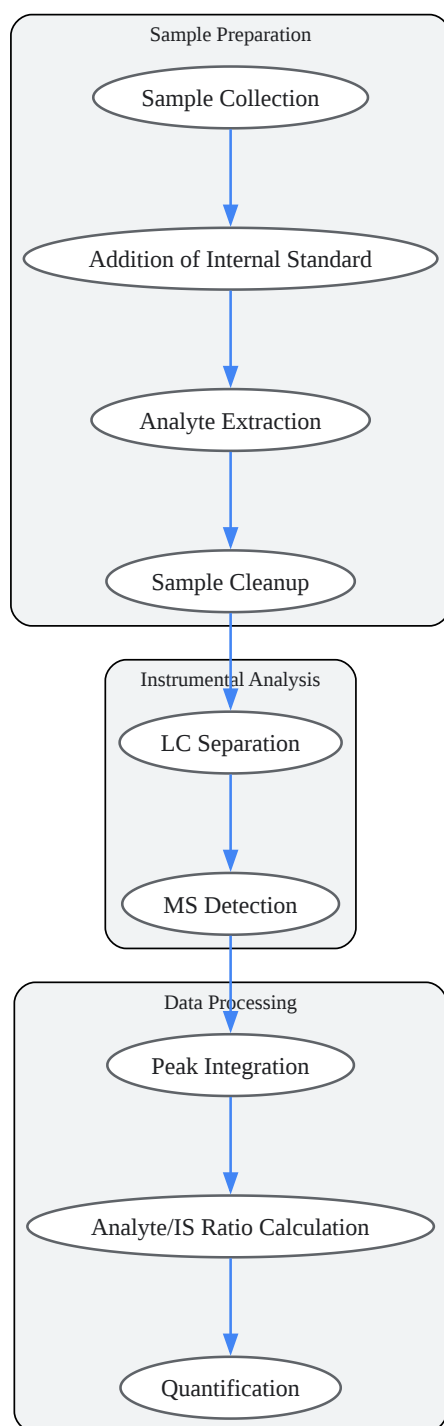 Sample Preparation
Sample Collection
Addition of Internal Standard
Analyte Extraction
Sample Cleanup
Instrumental Analysis
LC Separation
MS Detection
Data Processing
Peak Integration
Analyte/IS Ratio Calculation
Quantification